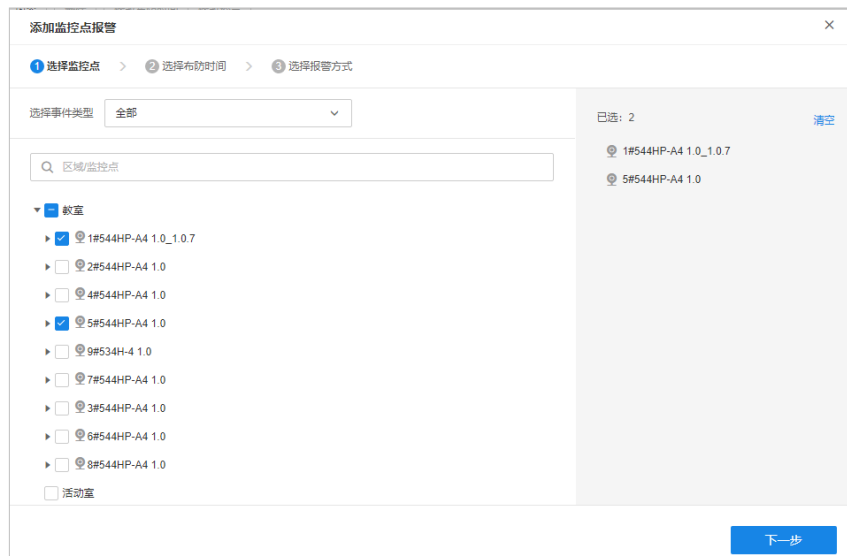 添加监控点报警
1 选择监控点 > 2 选择布防时间 > 3 选择报警方式
选择事件类型 全部
区域/监控点
教室
1#544HP-A4 1.0_1.0.7
2#544HP-A4 1.0
4#544HP-A4 1.0
5#544HP-A4 1.0
9#534H-4 1.0
7#544HP-A4 1.0
3#544HP-A4 1.0
6#544HP-A4 1.0
8#544HP-A4 1.0
活动室
已选：2 清空
1#544HP-A4 1.0_1.0.7
5#544HP-A4 1.0
下一步